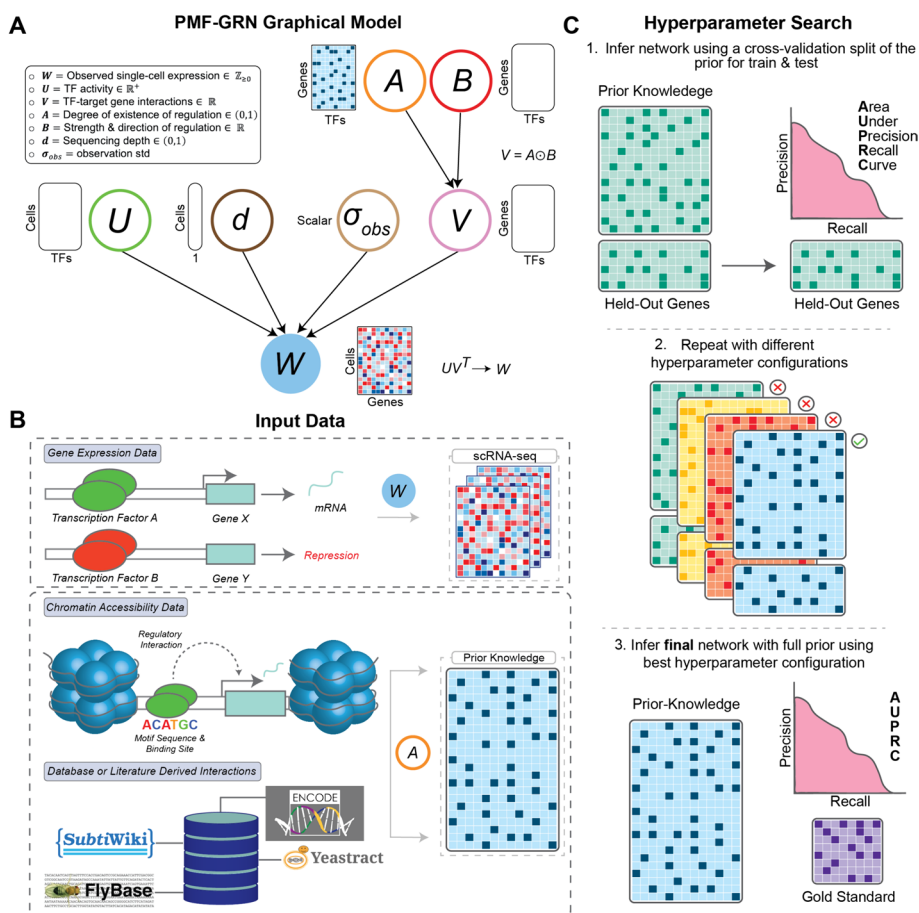 A
PMF-GRN Graphical Model
○ W = Observed single-cell expression ∈ ℤ≥0
○ U = TF activity ∈ ℝ⁺
○ V = TF-target gene interactions ∈ ℝ
○ A = Degree of existence of regulation ∈ (0,1)
○ B = Strength & direction of regulation ∈ ℝ
○ d = Sequencing depth ∈ (0,1)
○ σobs = observation std
Genes
TFs
A
B
Genes
TFs
V = A⊙B
Cells
TFs
U
Cells
1
d
Scalar
σobs
V
Genes
TFs
W
Cells
Genes
UVᵀ → W
B
Input Data
Gene Expression Data
Transcription Factor A
Gene X
mRNA
W
scRNA-seq
Transcription Factor B
Gene Y
Repression
Chromatin Accessibility Data
Regulatory
Interaction
ACATGC
Motif Sequence &
Binding Site
A
Prior Knowledge
Database or Literature Derived Interactions
ENCODE
{SubtiWiki}
Yeastract
FlyBase
C
Hyperparameter Search
1. Infer network using a cross-validation split of the
prior for train & test
Prior Knowledege
Held-Out Genes
Precision
Recall
Area
Under
Precision
Recall
Curve
Held-Out Genes
2. Repeat with different
hyperparameter configurations
3. Infer final network with full prior using
best hyperparameter configuration
Prior-Knowledge
Precision
Recall
A
U
P
R
C
Gold Standard